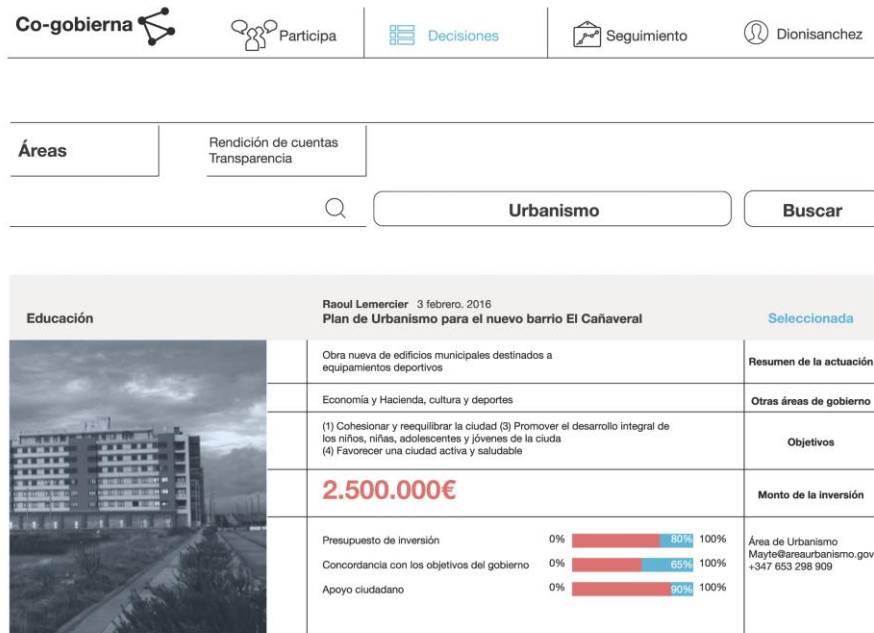 Co-gobierna
Participa
Decisiones
Seguimiento
Dionisanchez
Áreas
Rendición de cuentas
Transparencia
Urbanismo
Buscar
Educación
Raoul Lemercier 3 febrero. 2016
Plan de Urbanismo para el nuevo barrio El Cañaveral
Seleccionada
Obra nueva de edificios municipales destinados a
equipamientos deportivos
Resumen de la actuación
Economía y Hacienda, cultura y deportes
Otras áreas de gobierno
(1) Cohesionar y reequilibrar la ciudad (3) Promover el desarrollo integral de
los niños, niñas, adolescentes y jóvenes de la ciuda
(4) Favorecer una ciudad activa y saludable
Objetivos
2.500.000€
Monto de la inversión
Presupuesto de inversión 0% 80% 100%
Concordancia con los objetivos del gobierno 0% 65% 100%
Apoyo ciudadano 0% 90% 100%
Área de Urbanismo
Mayte@areaurbanismo.gov
+347 653 298 909